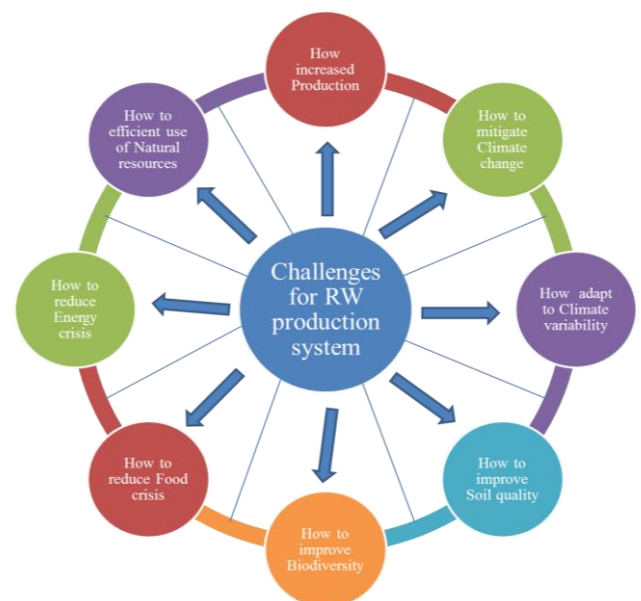 Challenges
for RW
production
system
How
increased
Production
How to
mitigate
Climate
change
How adapt
to Climate
variability
How to
improve
Soil quality
How to
improve
Biodiversity
How to
reduce Food
crisis
How to
reduce
Energy
crisis
How to
efficient use
of Natural
resources